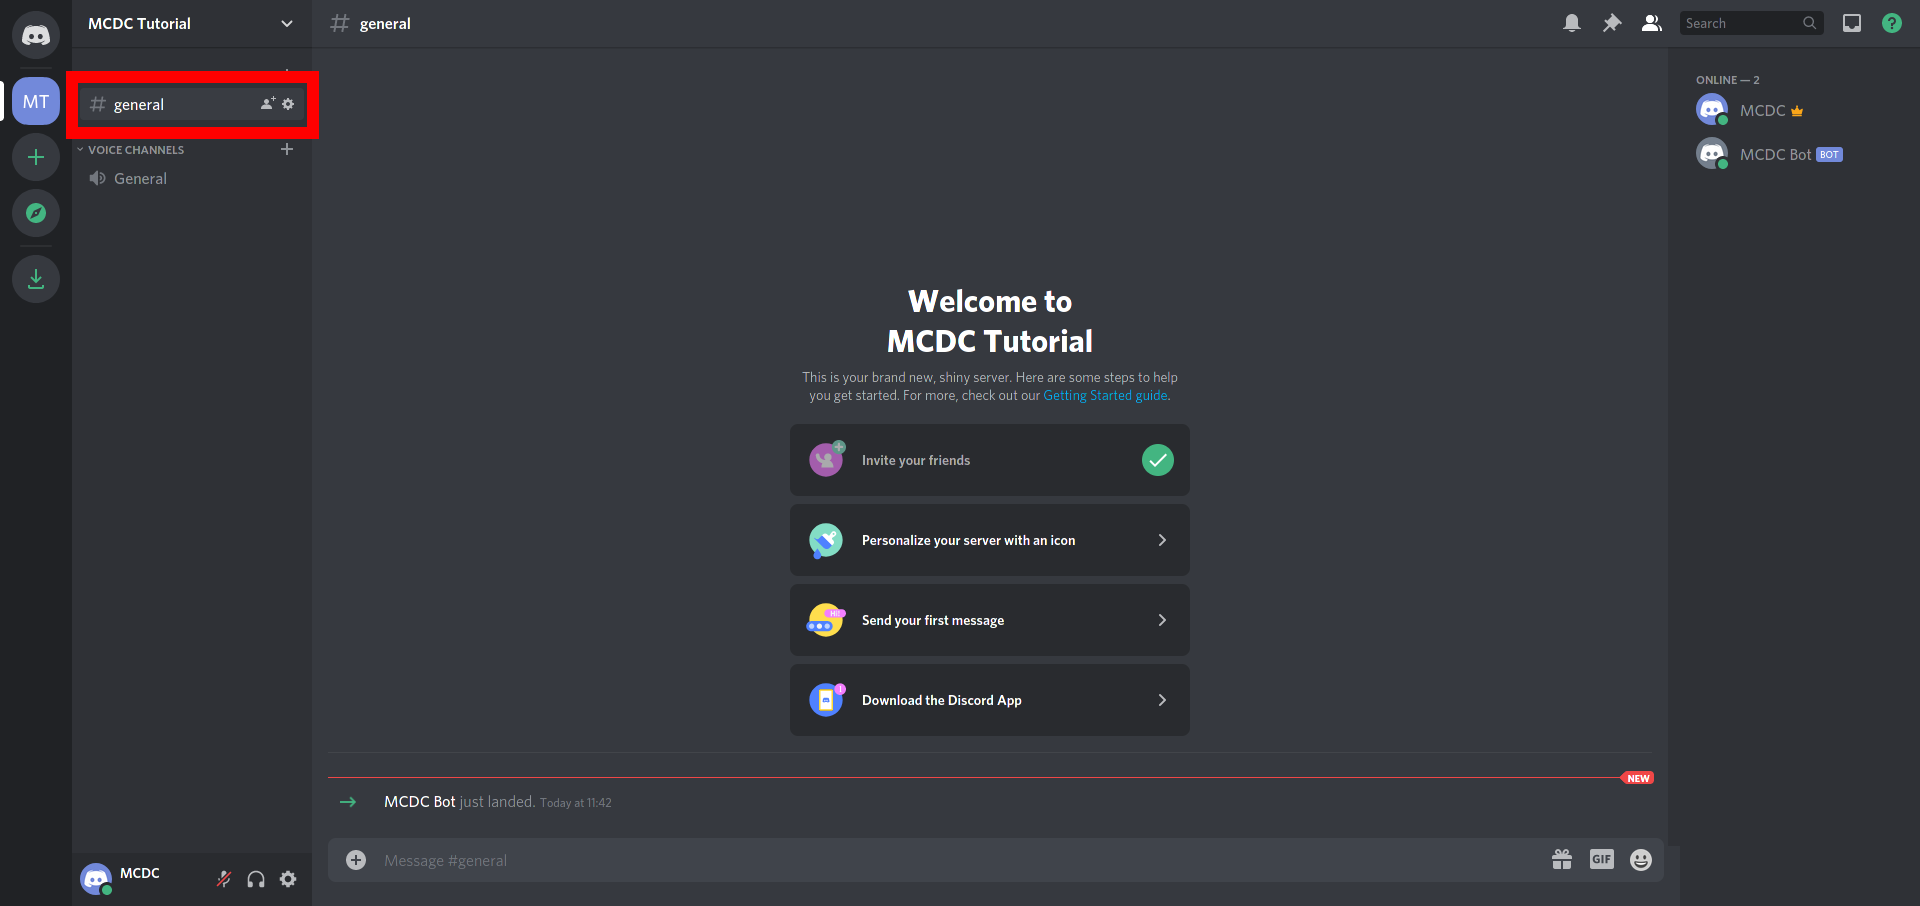 MCDC Tutorial
# general
Search
?
MT
# general
VOICE CHANNELS
General
ONLINE — 2
MCDC
MCDC Bot BOT
Welcome to
MCDC Tutorial
This is your brand new, shiny server. Here are some steps to help
you get started. For more, check out our Getting Started guide.
Invite your friends
Personalize your server with an icon
HI!
Send your first message
Download the Discord App
NEW
MCDC Bot just landed. Today at 11:42
Message #general
GIF
MCDC